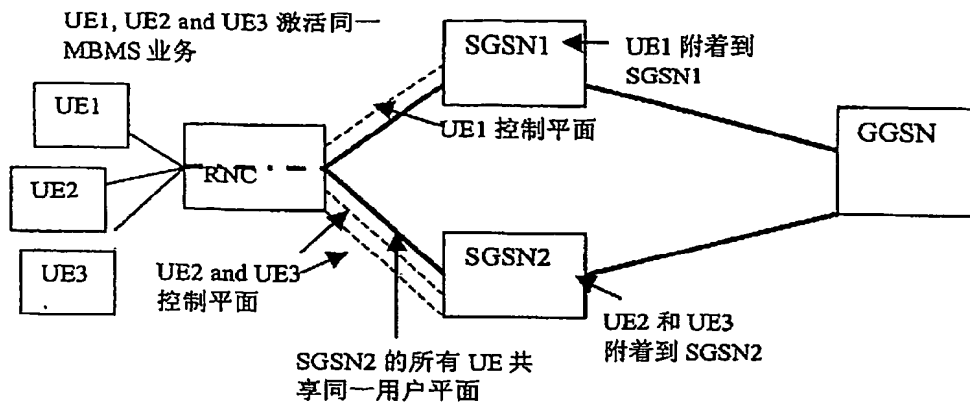 UE1, UE2 and UE3 激活同一
MBMS 业务
SGSN1
UE1 附着到
SGSN1
UE1
UE1 控制平面
GGSN
RNC
UE2
UE3
UE2 and UE3
控制平面
SGSN2
UE2 和 UE3
附着到 SGSN2
SGSN2 的所有 UE 共
享同一用户平面